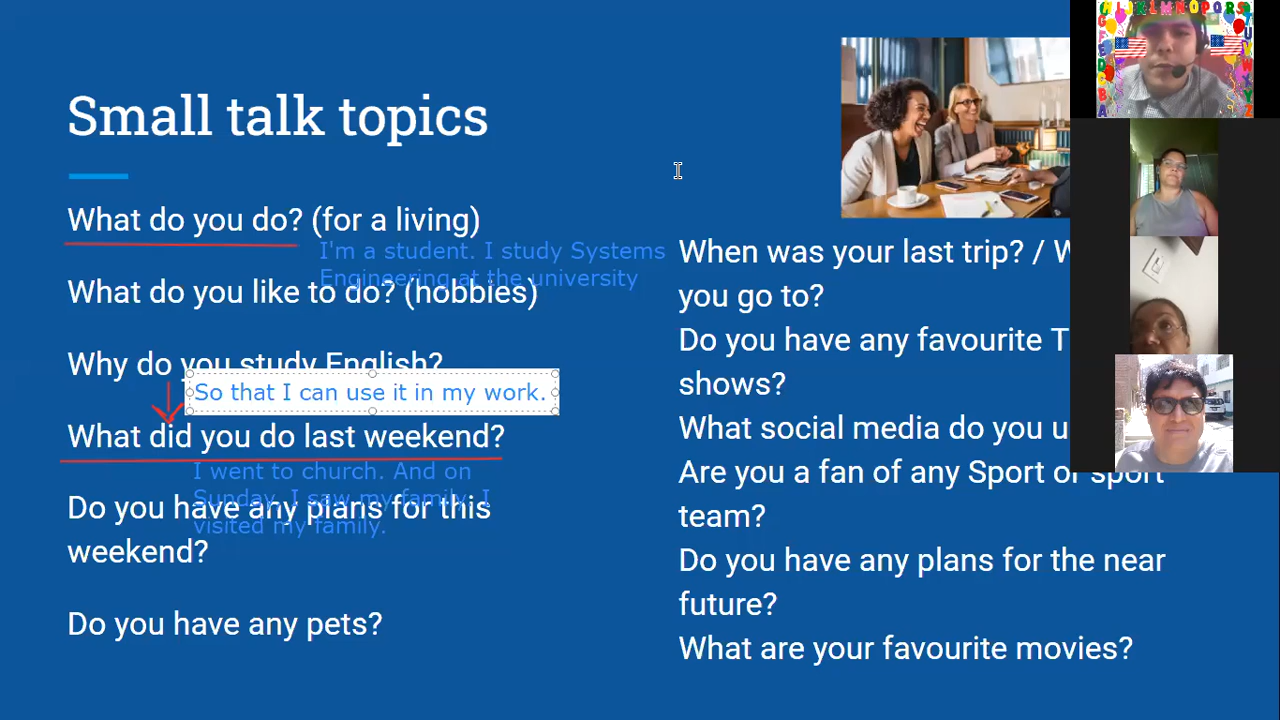 Small talk topics
What do you do? (for a living)
I'm a student. I study Systems
Engineering at the university
What do you like to do? (hobbies)
Why do you study English?
So that I can use it in my work.
What did you do last weekend?
I went to church. And on
Sunday, I saw my family, I
visited my family.
Do you have any plans for this
weekend?
Do you have any pets?
When was your last trip? / W
you go to?
Do you have any favourite T
shows?
What social media do you u
Are you a fan of any Sport or sport
team?
Do you have any plans for the near
future?
What are your favourite movies?